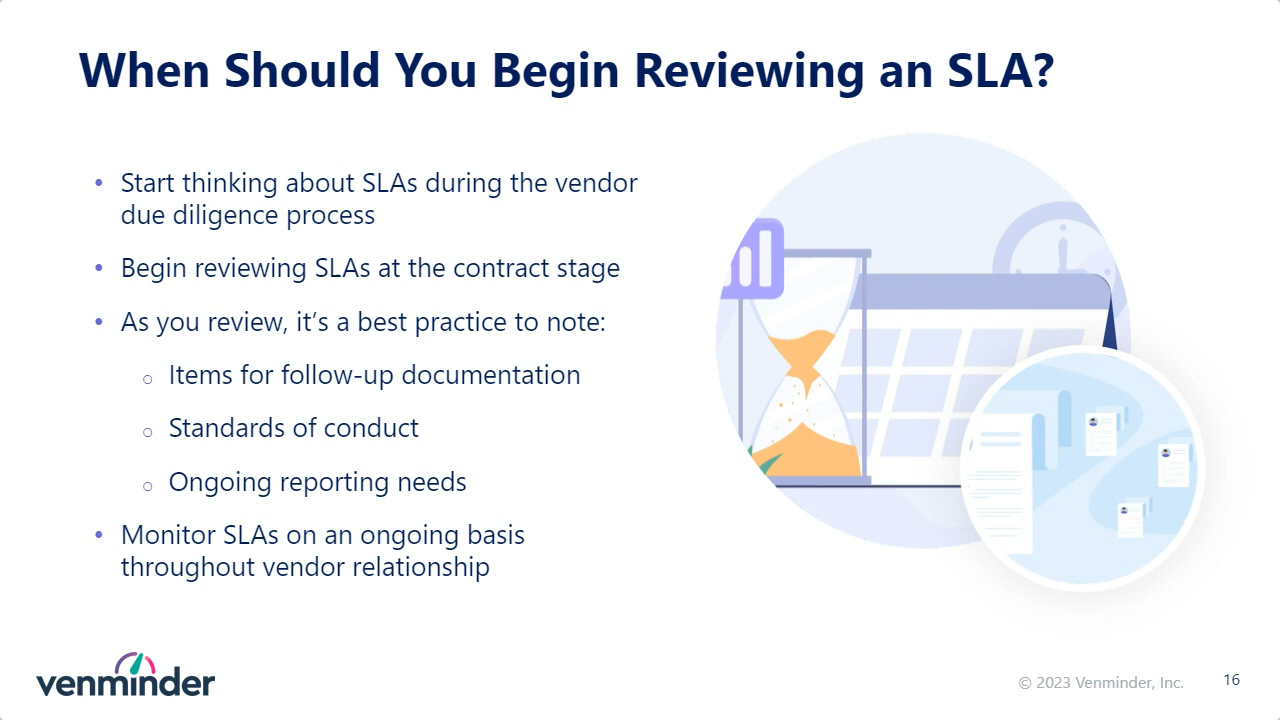 When Should You Begin Reviewing an SLA?
• Start thinking about SLAs during the vendor
due diligence process
• Begin reviewing SLAs at the contract stage
• As you review, it’s a best practice to note:
○ Items for follow-up documentation
○ Standards of conduct
○ Ongoing reporting needs
• Monitor SLAs on an ongoing basis
throughout vendor relationship
venminder
© 2023 Venminder, Inc.
16